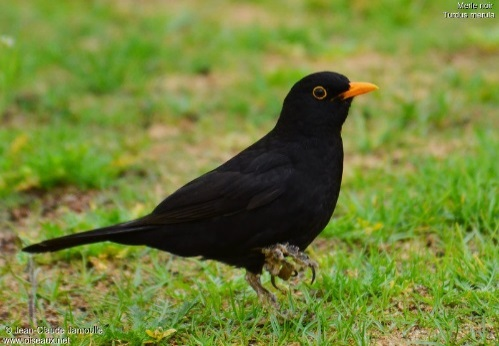 Merle noir
Turdus merula
© Jean-Claude Jamoulle
www.oiseaux.net